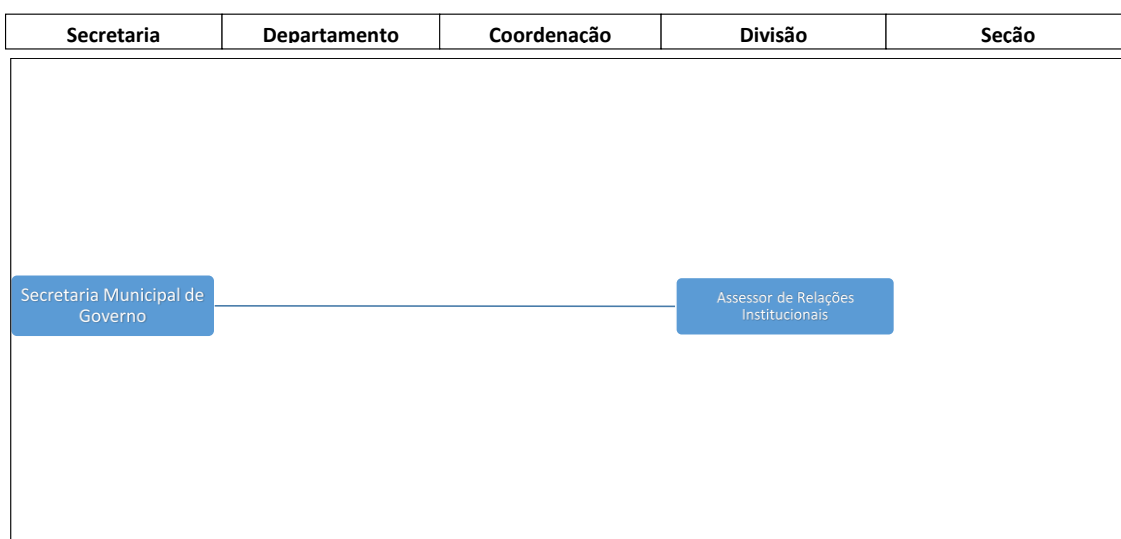 Secretaria Departamento Coordenação Divisão Seção
Secretaria Municipal de
Governo
Assessor de Relações
Institucionais